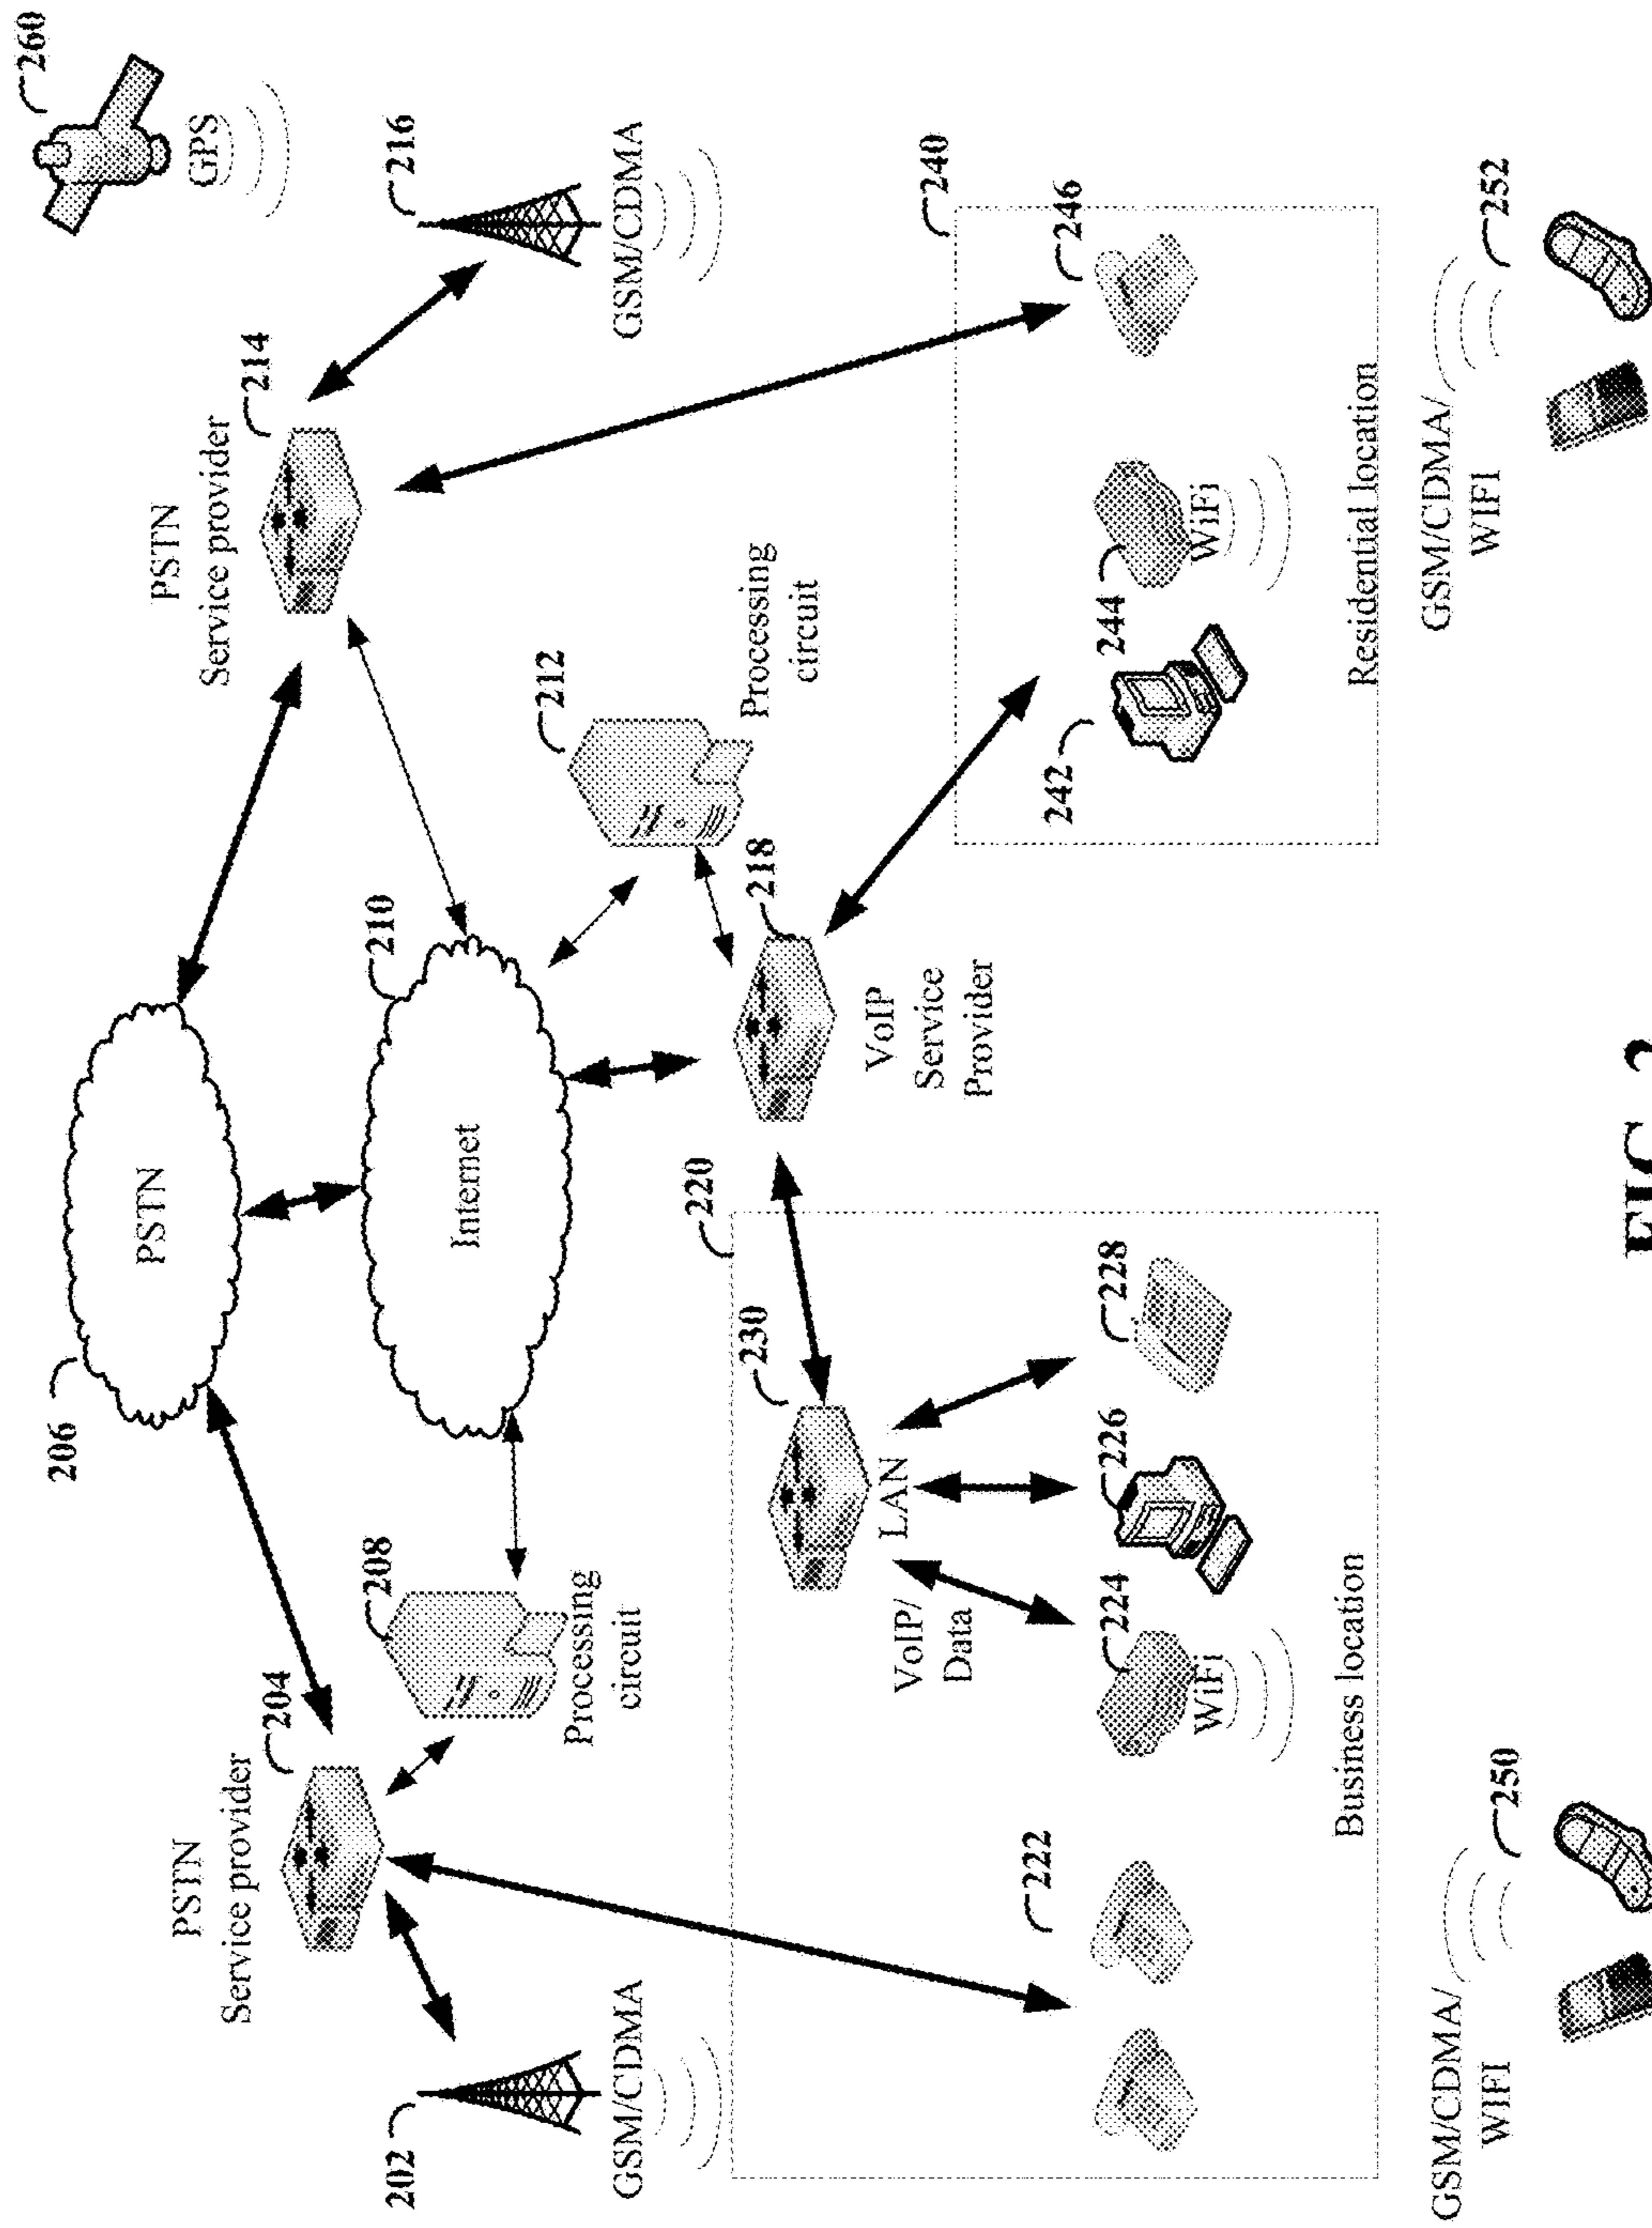 260
GPS
216
GSM/CDMA
PSTN
Service provider
214
PSTN
206
Internet
210
PSTN
Service provider
204
208
Processing
circuit
212
Processing
circuit
202
GSM/CDMA
218
VoIP
Service
Provider
220
230
LAN
VoIP/
Data
222
224
WiFi
226
228
Business location
240
242
244
WiFi
246
Residential location
GSM/CDMA/
WIFI
250
GSM/CDMA/
WIFI
252